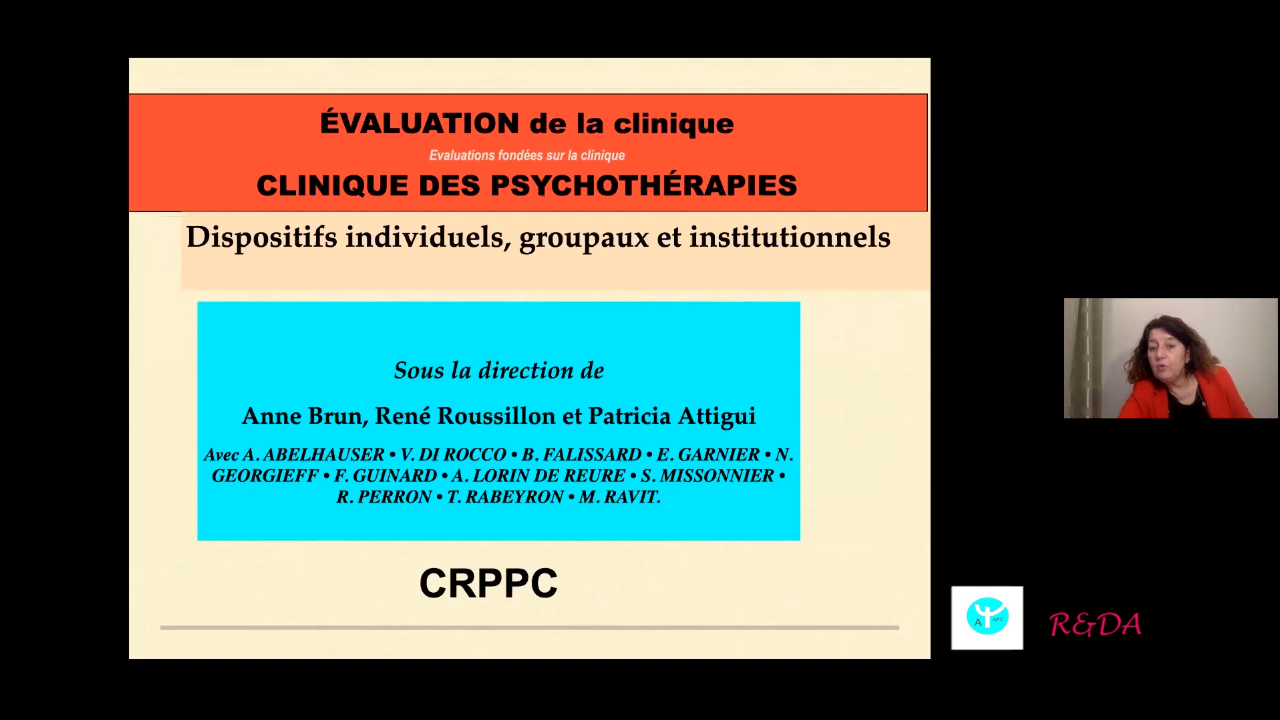 ÉVALUATION de la clinique
Evaluations fondées sur la clinique
CLINIQUE DES PSYCHOTHÉRAPIES
Dispositifs individuels, groupaux et institutionnels
Sous la direction de
Anne Brun, René Roussillon et Patricia Attigui
Avec A. ABELHAUSER • V. DI ROCCO • B. FALISSARD • E. GARNIER • N.
GEORGIEFF • F. GUINARD • A. LORIN DE REURE • S. MISSONNIER •
R. PERRON • T. RABEYRON • M. RAVIT.
CRPPC
R&DA